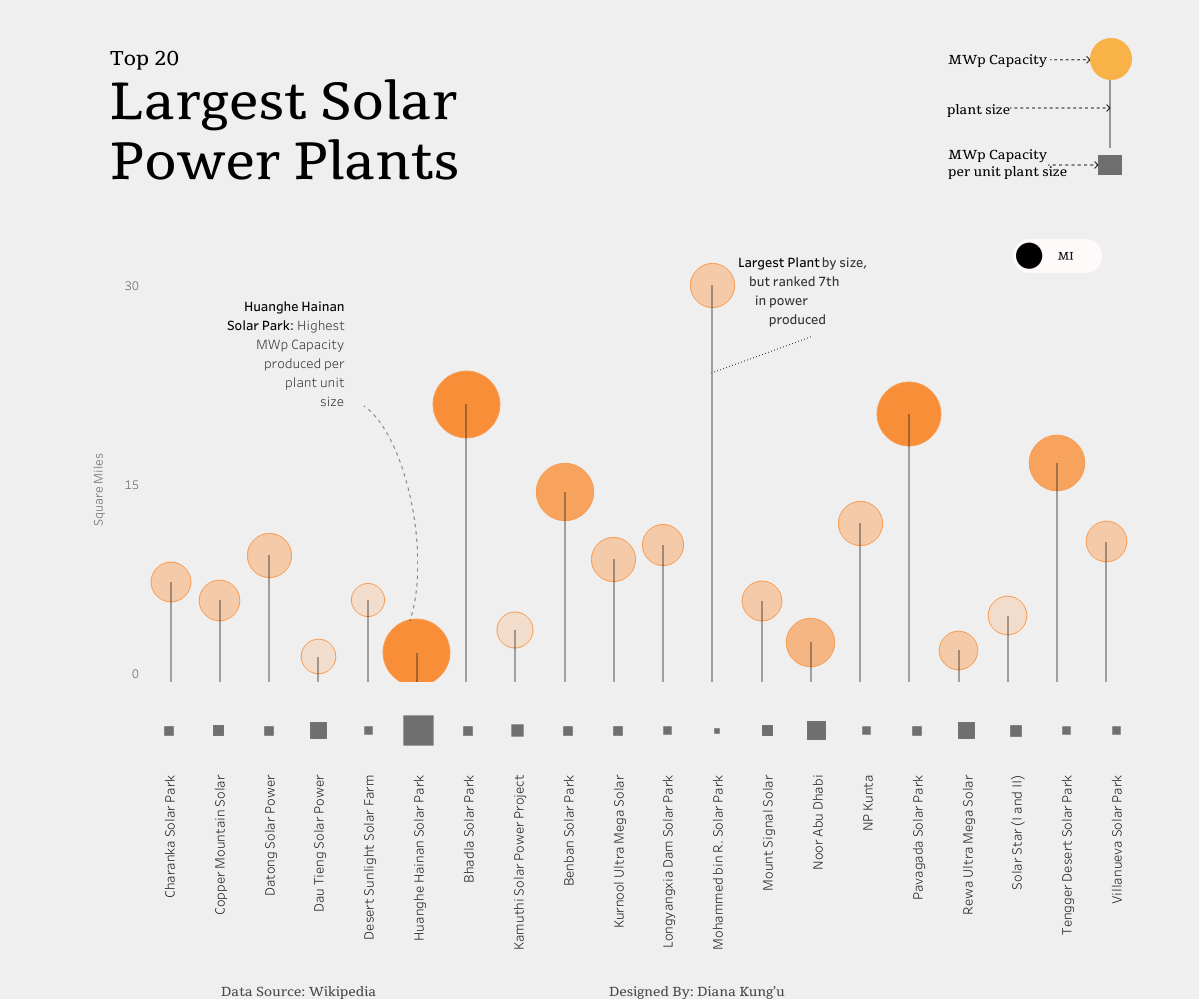 Top 20
Largest Solar
Power Plants
MWp Capacity
plant size
MWp Capacity
per unit plant size
MI
Largest Plant by size,
but ranked 7th
in power
produced
30
Huanghe Hainan
Solar Park: Highest
MWp Capacity
produced per
plant unit
size
Square Miles
15
0
Charanka Solar Park
Copper Mountain Solar
Datong Solar Power
Dau Tieng Solar Power
Desert Sunlight Solar Farm
Huanghe Hainan Solar Park
Bhadla Solar Park
Kamuthi Solar Power Project
Benban Solar Park
Kurnool Ultra Mega Solar
Longyangxia Dam Solar Park
Mohammed bin R. Solar Park
Mount Signal Solar
Noor Abu Dhabi
NP Kunta
Pavagada Solar Park
Rewa Ultra Mega Solar
Solar Star (I and II)
Tengger Desert Solar Park
Villanueva Solar Park
Data Source: Wikipedia
Designed By: Diana Kung'u